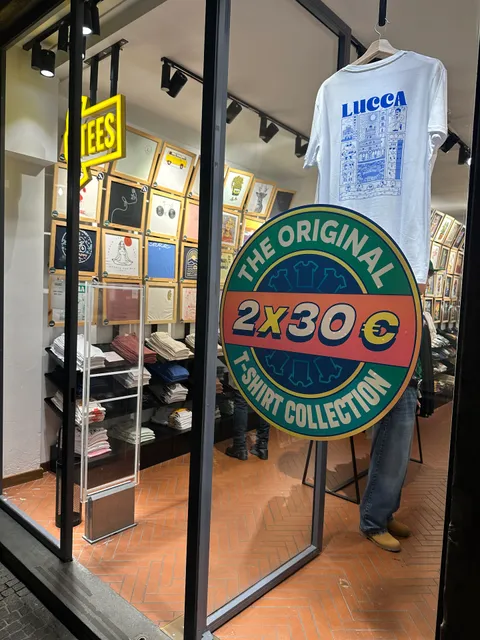 TEES
LUCCA
THE ORIGINAL
2x30€
T-SHIRT COLLECTION